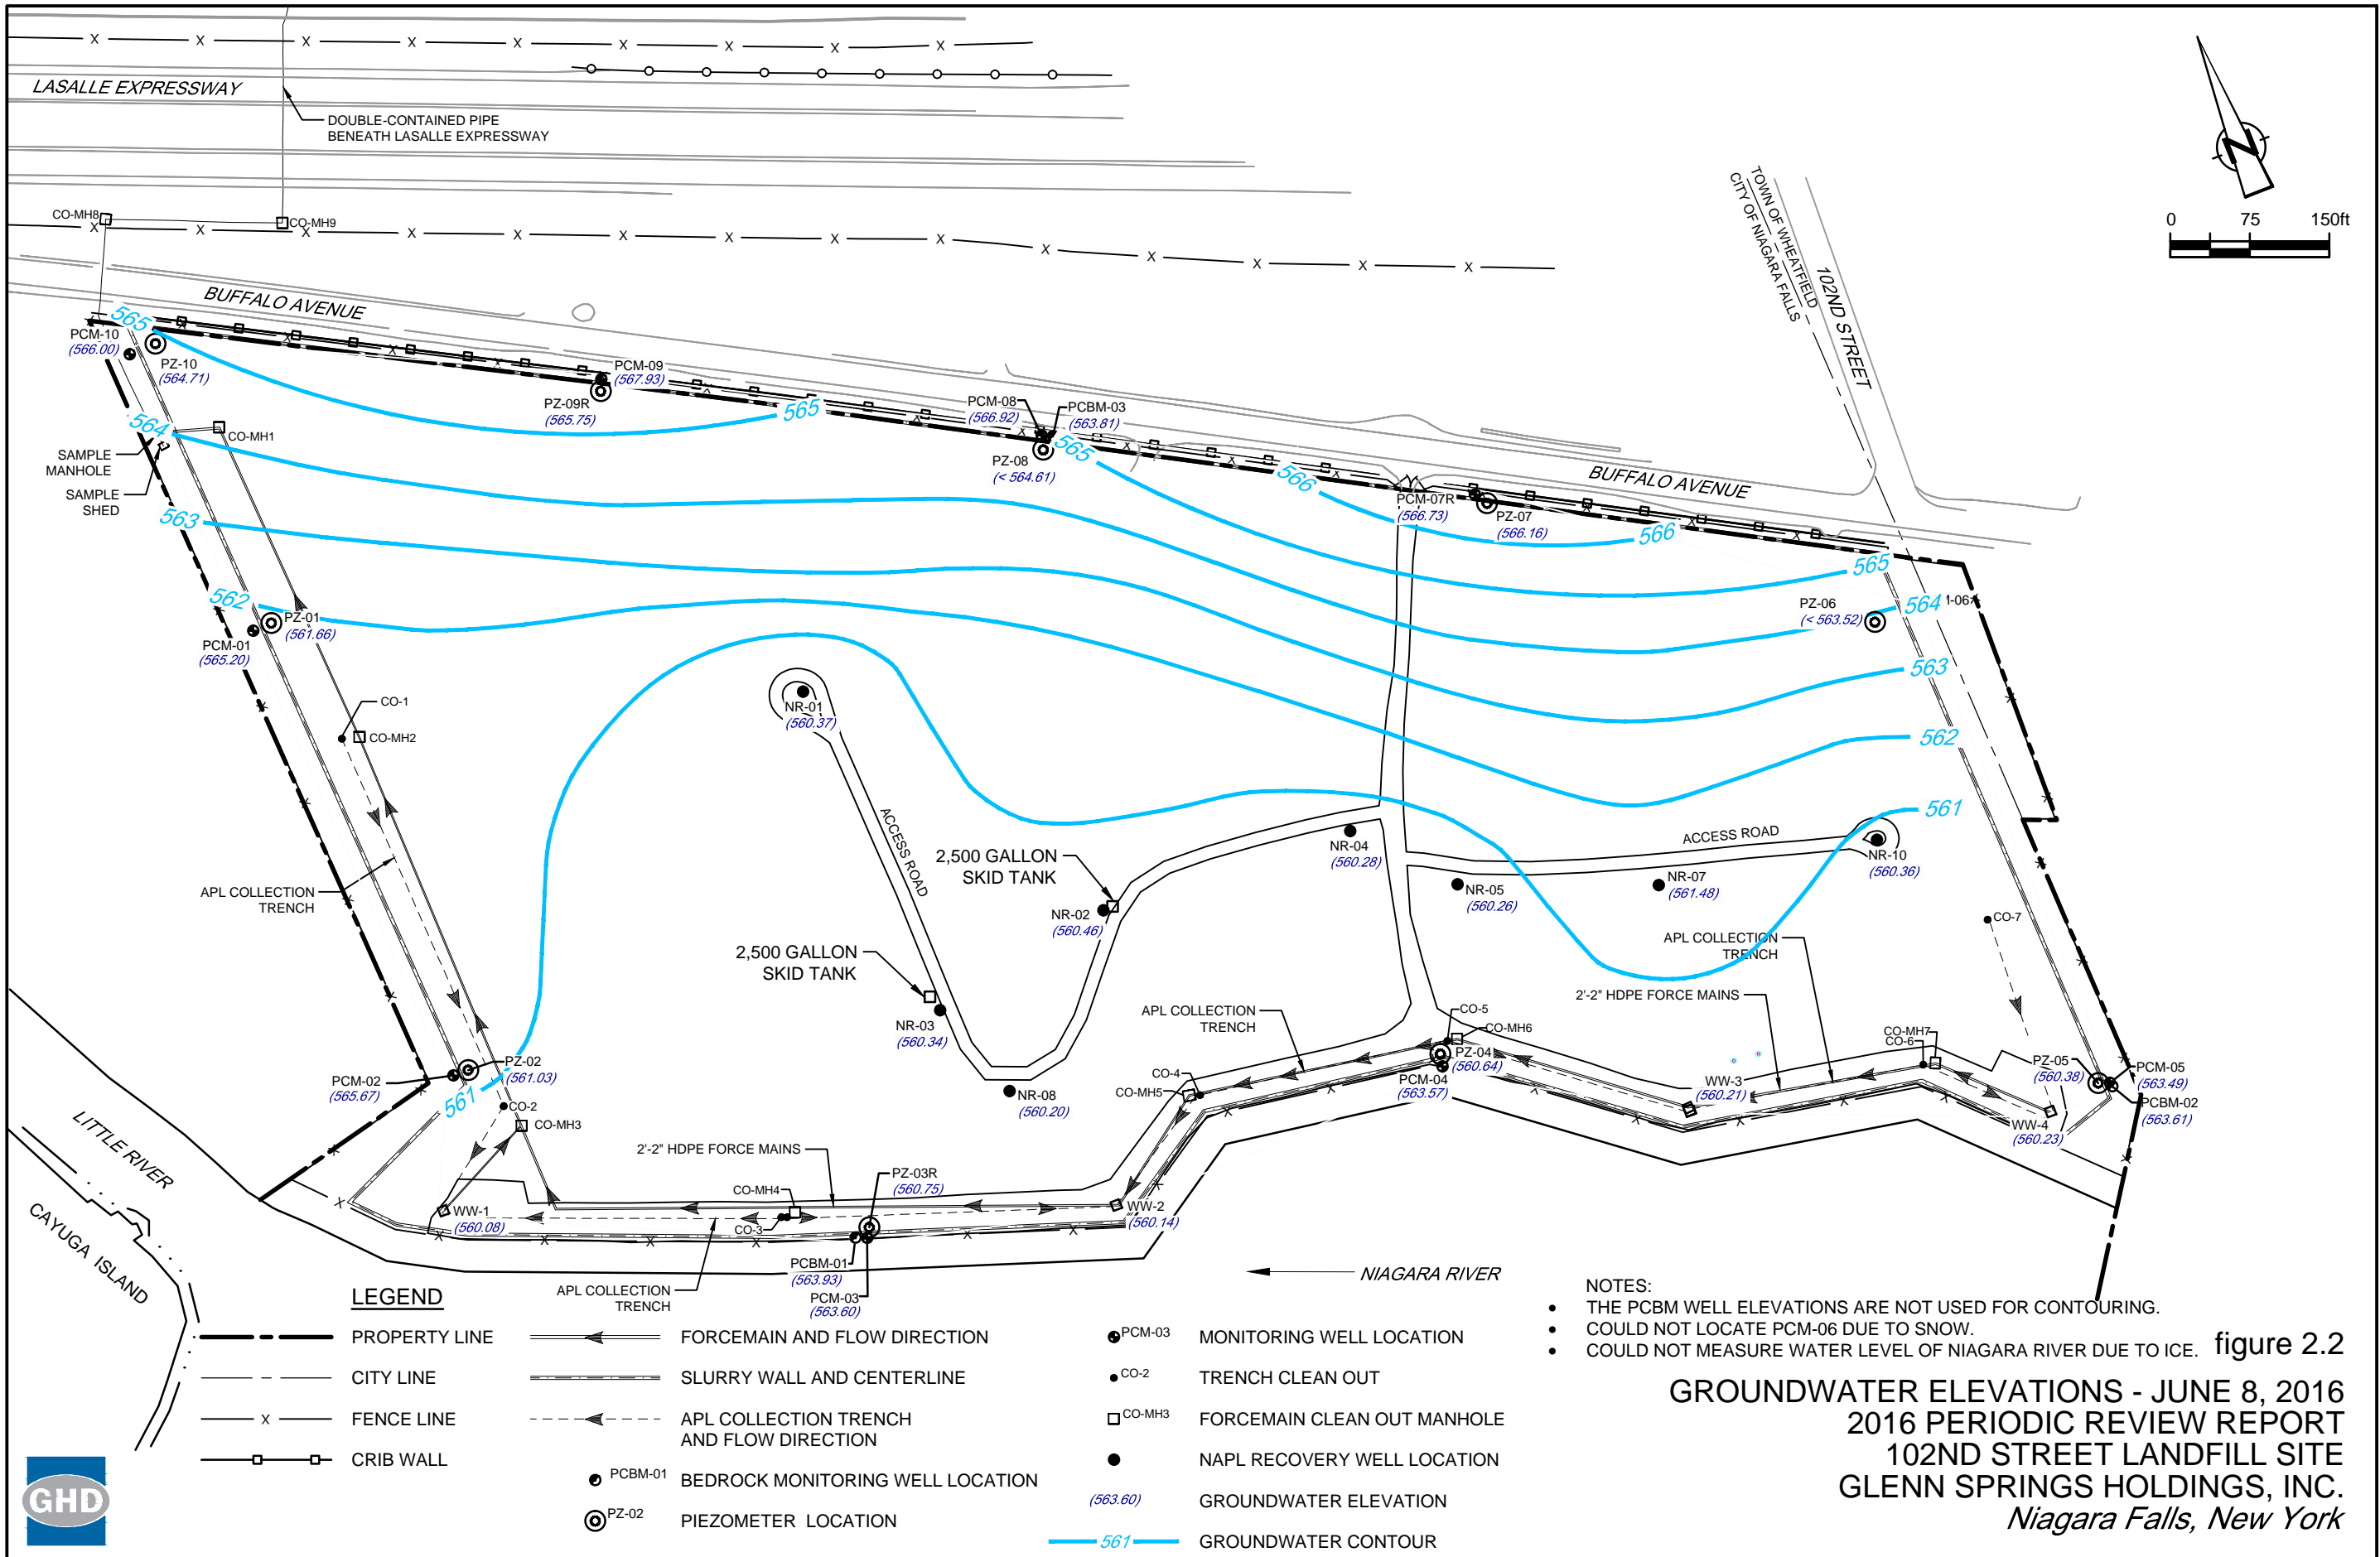 LASALLE EXPRESSWAY
DOUBLE-CONTAINED PIPE
BENEATH LASALLE EXPRESSWAY
N
0 75 150ft
TOWN OF WHEATFIELD
CITY OF NIAGARA FALLS
102ND STREET
CO-MH8
CO-MH9
BUFFALO AVENUE
565
PCM-10
(566.00)
PZ-10
(564.71)
PCM-09
(567.93)
PZ-09R
(565.75)
565
PCM-08
(566.92)
PCBM-03
(563.81)
565
PZ-08
(< 564.61)
566
BUFFALO AVENUE
PCM-07R
(566.73)
PZ-07
(566.16)
566
565
564
CO-MH1
SAMPLE
MANHOLE
SAMPLE
SHED
563
562
PZ-01
(561.66)
PCM-01
(565.20)
PZ-06
(< 563.52)
564
1-06
563
562
561
CO-1
CO-MH2
NR-01
(560.37)
ACCESS ROAD
2,500 GALLON
SKID TANK
NR-04
(560.28)
ACCESS ROAD
NR-10
(560.36)
APL COLLECTION
TRENCH
NR-02
(560.46)
NR-05
(560.26)
NR-07
(561.48)
CO-7
2,500 GALLON
SKID TANK
APL COLLECTION
TRENCH
2'-2" HDPE FORCE MAINS
NR-03
(560.34)
APL COLLECTION
TRENCH
CO-5
CO-MH6
CO-MH7
CO-6
PZ-02
(561.03)
PCM-02
(565.67)
561
CO-2
CO-MH3
NR-08
(560.20)
CO-4
CO-MH5
PZ-04
(560.64)
PCM-04
(563.57)
WW-3
(560.21)
PZ-05
(560.38)
PCM-05
(563.49)
PCBM-02
(563.61)
WW-4
(560.23)
LITTLE RIVER
CAYUGA ISLAND
2'-2" HDPE FORCE MAINS
CO-MH4
PZ-03R
(560.75)
WW-1
(560.08)
CO-3
WW-2
(560.14)
PCBM-01
(563.93)
PCM-03
(563.60)
APL COLLECTION
TRENCH
NIAGARA RIVER
LEGEND
PROPERTY LINE
CITY LINE
FENCE LINE
CRIB WALL
FORCEMAIN AND FLOW DIRECTION
SLURRY WALL AND CENTERLINE
APL COLLECTION TRENCH
AND FLOW DIRECTION
PCBM-01 BEDROCK MONITORING WELL LOCATION
PZ-02 PIEZOMETER LOCATION
PCM-03 MONITORING WELL LOCATION
CO-2 TRENCH CLEAN OUT
CO-MH3 FORCEMAIN CLEAN OUT MANHOLE
NAPL RECOVERY WELL LOCATION
(563.60) GROUNDWATER ELEVATION
561 GROUNDWATER CONTOUR
NOTES:
• THE PCBM WELL ELEVATIONS ARE NOT USED FOR CONTOURING.
• COULD NOT LOCATE PCM-06 DUE TO SNOW.
• COULD NOT MEASURE WATER LEVEL OF NIAGARA RIVER DUE TO ICE.
figure 2.2
GROUNDWATER ELEVATIONS - JUNE 8, 2016
2016 PERIODIC REVIEW REPORT
102ND STREET LANDFILL SITE
GLENN SPRINGS HOLDINGS, INC.
Niagara Falls, New York
GHD